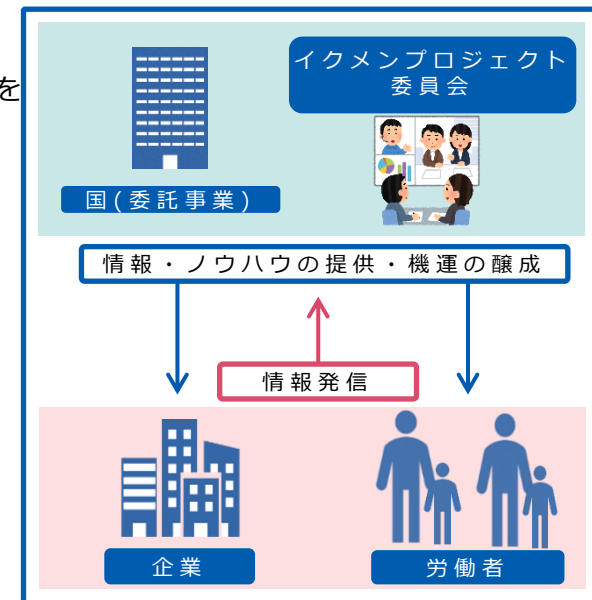 を
イクメンプロジェクト
委員会
国(委託事業)
情報・ノウハウの提供・機運の醸成
情報発信
企業
労働者